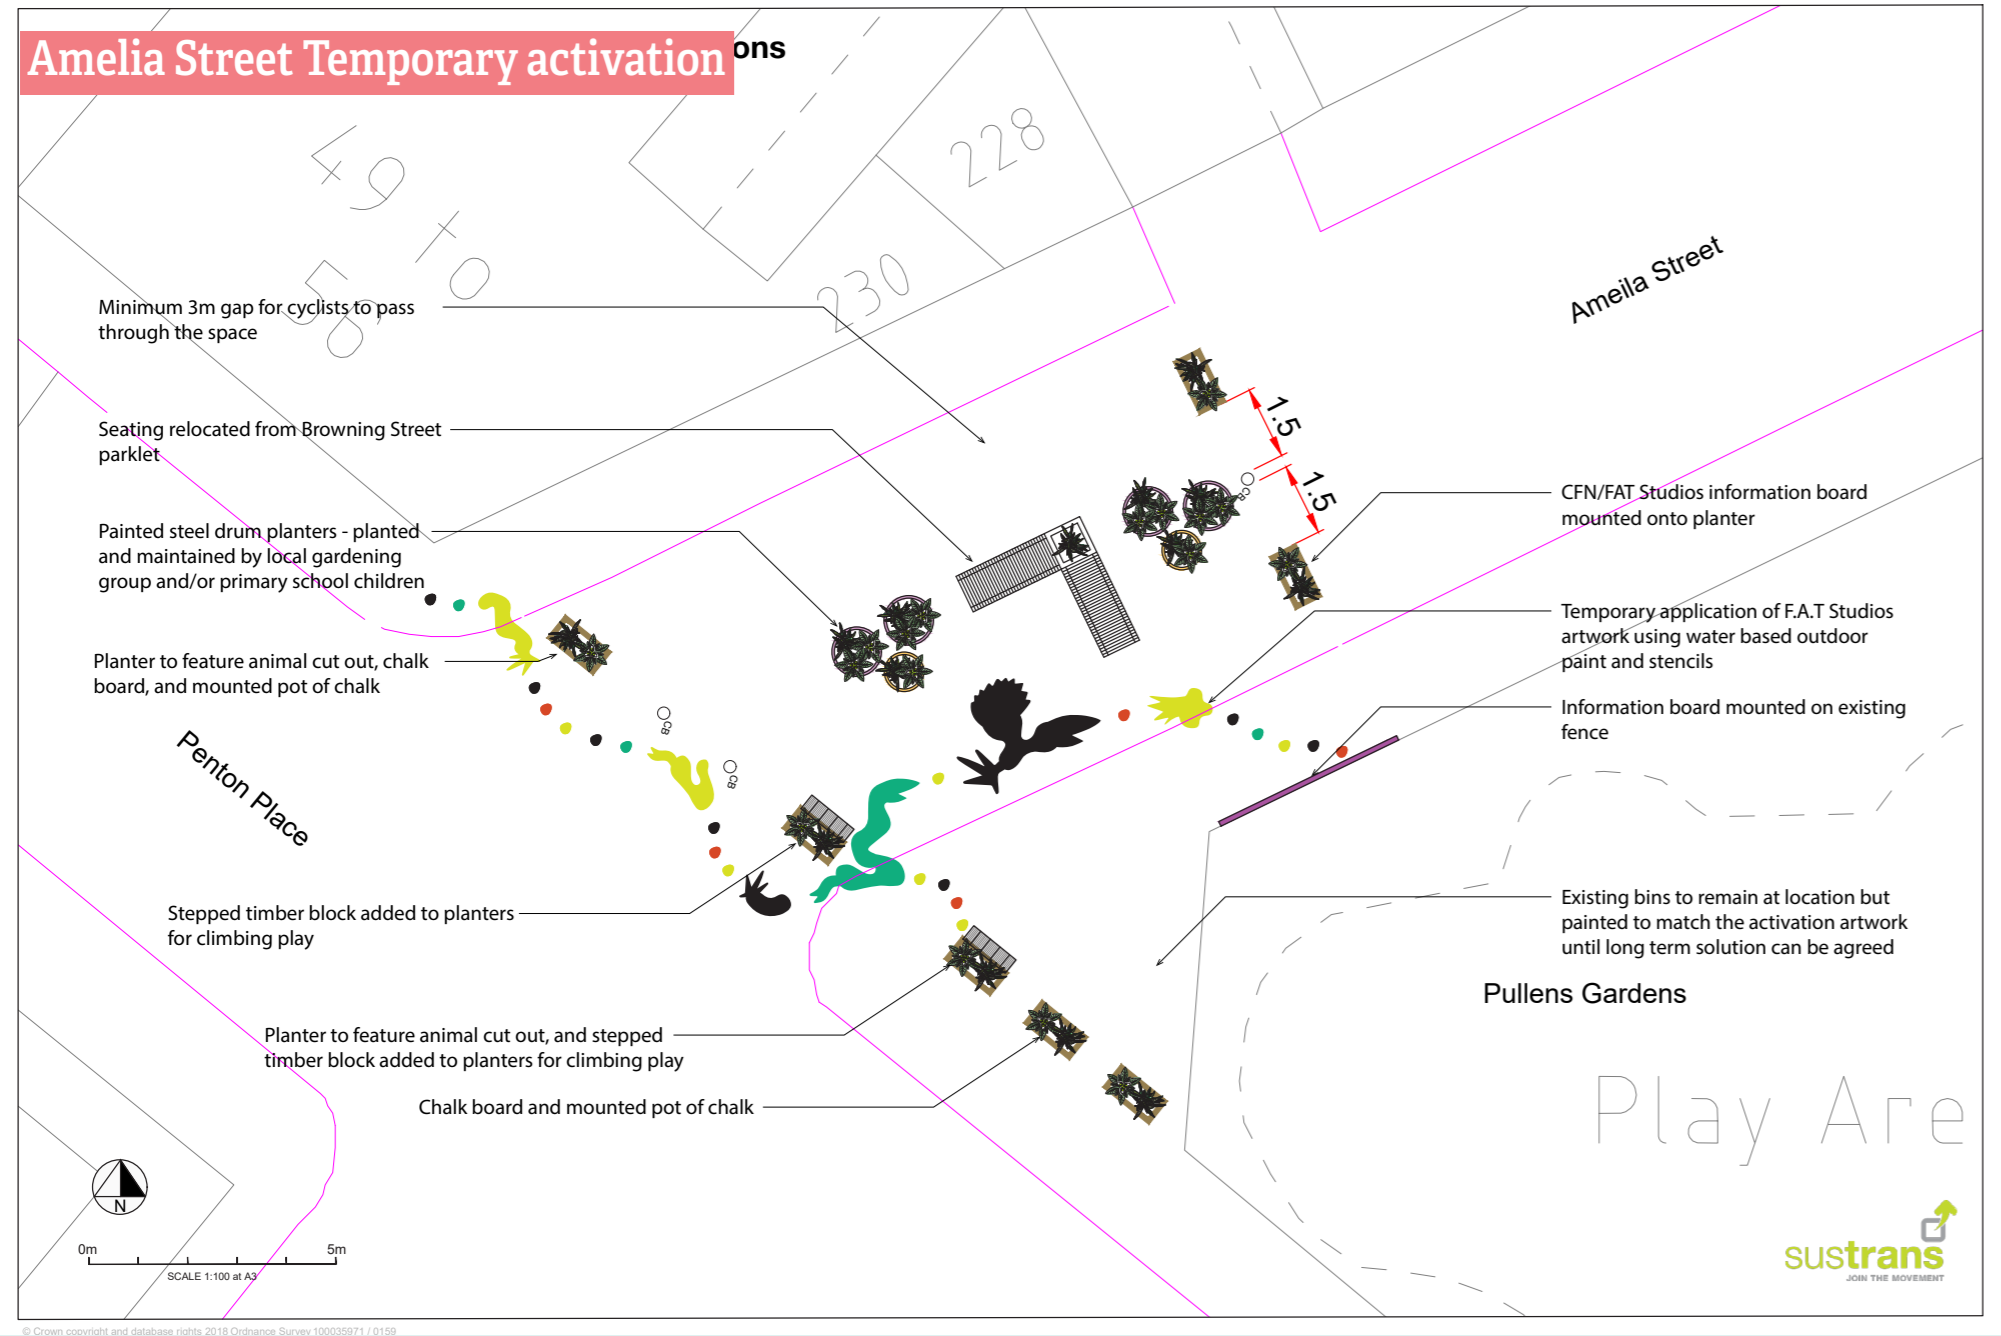 Amelia Street Temporary activation
ons
49 to
56
228
230
Ameila Street
Minimum 3m gap for cyclists to pass
through the space
Seating relocated from Browning Street
parklet
Painted steel drum planters - planted
and maintained by local gardening
group and/or primary school children
Planter to feature animal cut out, chalk
board, and mounted pot of chalk
Penton Place
Stepped timber block added to planters
for climbing play
Planter to feature animal cut out, and stepped
timber block added to planters for climbing play
Chalk board and mounted pot of chalk
1.5
1.5
CB
CB
CB
CFN/FAT Studios information board
mounted onto planter
Temporary application of F.A.T Studios
artwork using water based outdoor
paint and stencils
Information board mounted on existing
fence
Existing bins to remain at location but
painted to match the activation artwork
until long term solution can be agreed
Pullens Gardens
Play Are
N
0m
5m
SCALE 1:100 at A3
sustrans
JOIN THE MOVEMENT
© Crown copyright and database rights 2018 Ordnance Survey 100035971 / 0159